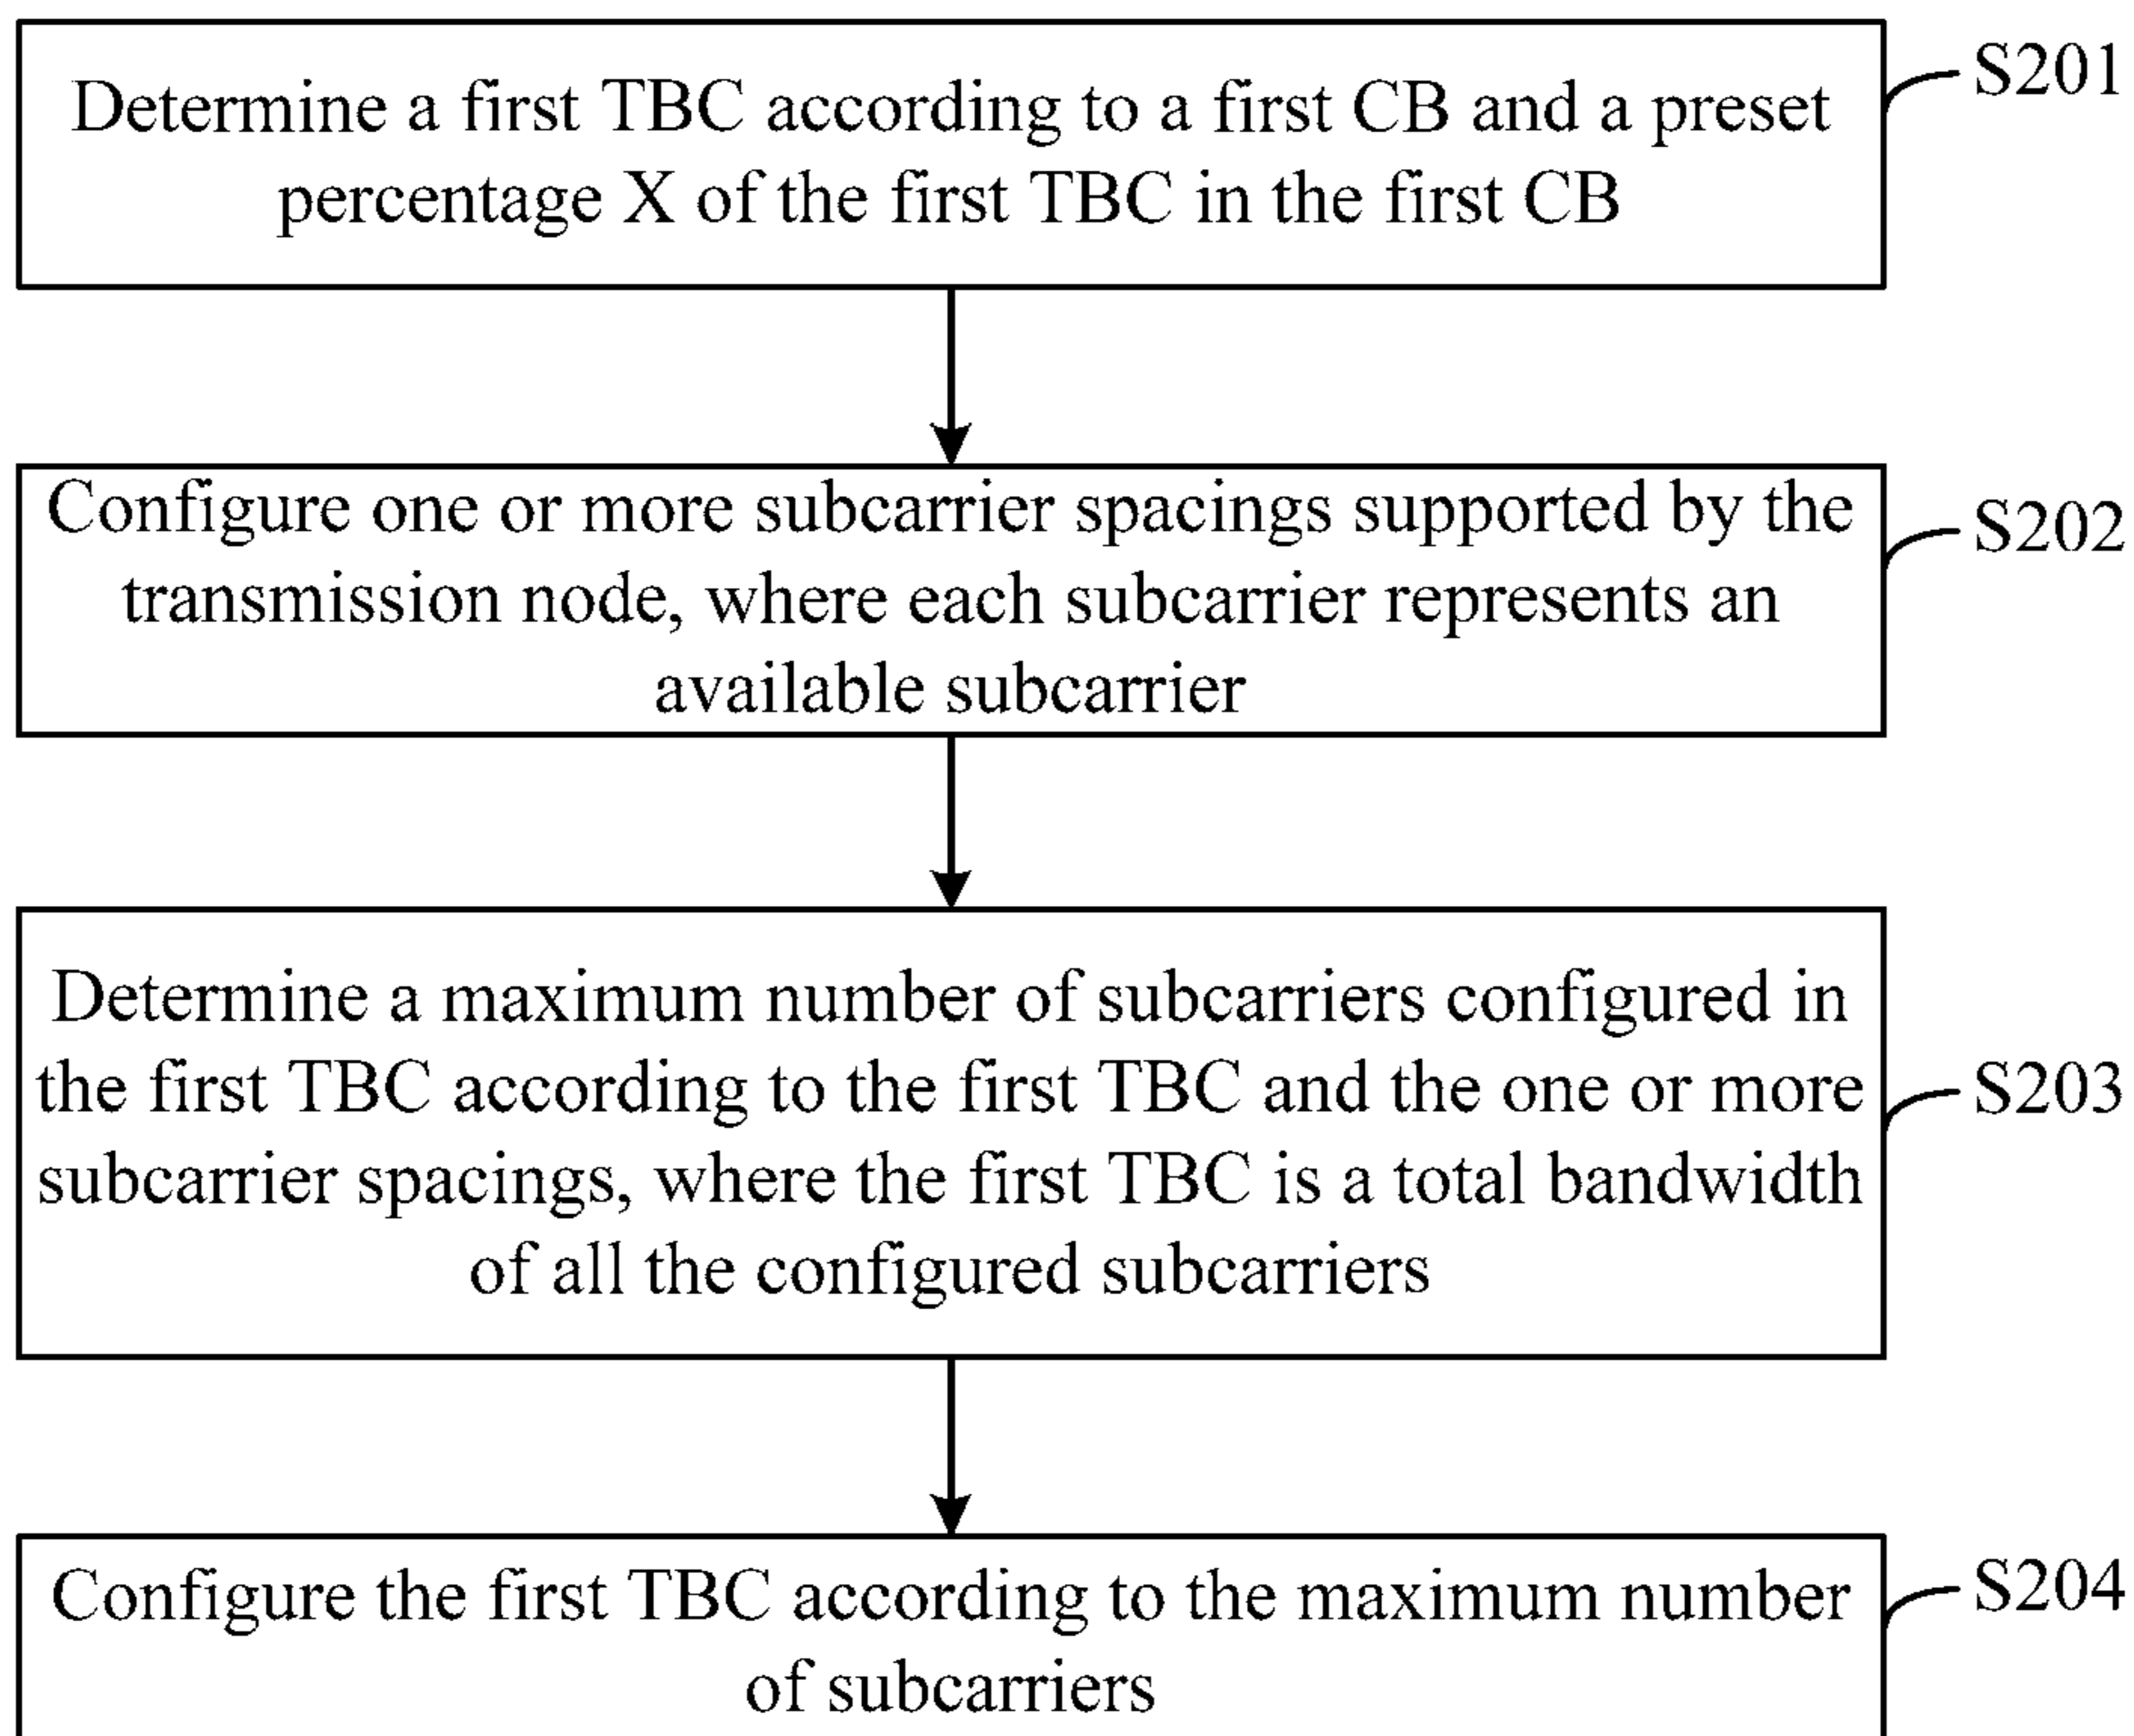 Determine a first TBC according to a first CB and a preset
percentage X of the first TBC in the first CB
S201
Configure one or more subcarrier spacings supported by the
transmission node, where each subcarrier represents an
available subcarrier
S202
Determine a maximum number of subcarriers configured in
the first TBC according to the first TBC and the one or more
subcarrier spacings, where the first TBC is a total bandwidth
of all the configured subcarriers
S203
Configure the first TBC according to the maximum number
of subcarriers
S204